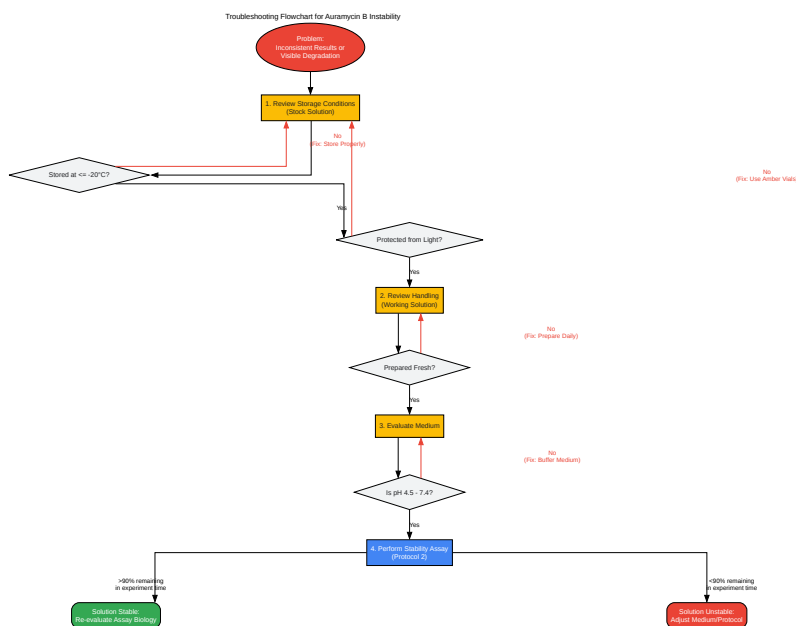 Troubleshooting Flowchart for Auramycin B Instability
Problem:
Inconsistent Results or
Visible Degradation
1. Review Storage Conditions
(Stock Solution)
No
(Fix: Store Properly)
Stored at <= -20°C?
No
(Fix: Use Amber Vials
Yes
Protected from Light?
Yes
2. Review Handling
(Working Solution)
No
(Fix: Prepare Daily)
Prepared Fresh?
Yes
3. Evaluate Medium
No
(Fix: Buffer Medium)
Is pH 4.5 - 7.4?
Yes
4. Perform Stability Assay
(Protocol 2)
>90% remaining
in experiment time
<90% remaining
in experiment time
Solution Stable:
Re-evaluate Assay Biology
Solution Unstable:
Adjust Medium/Protocol